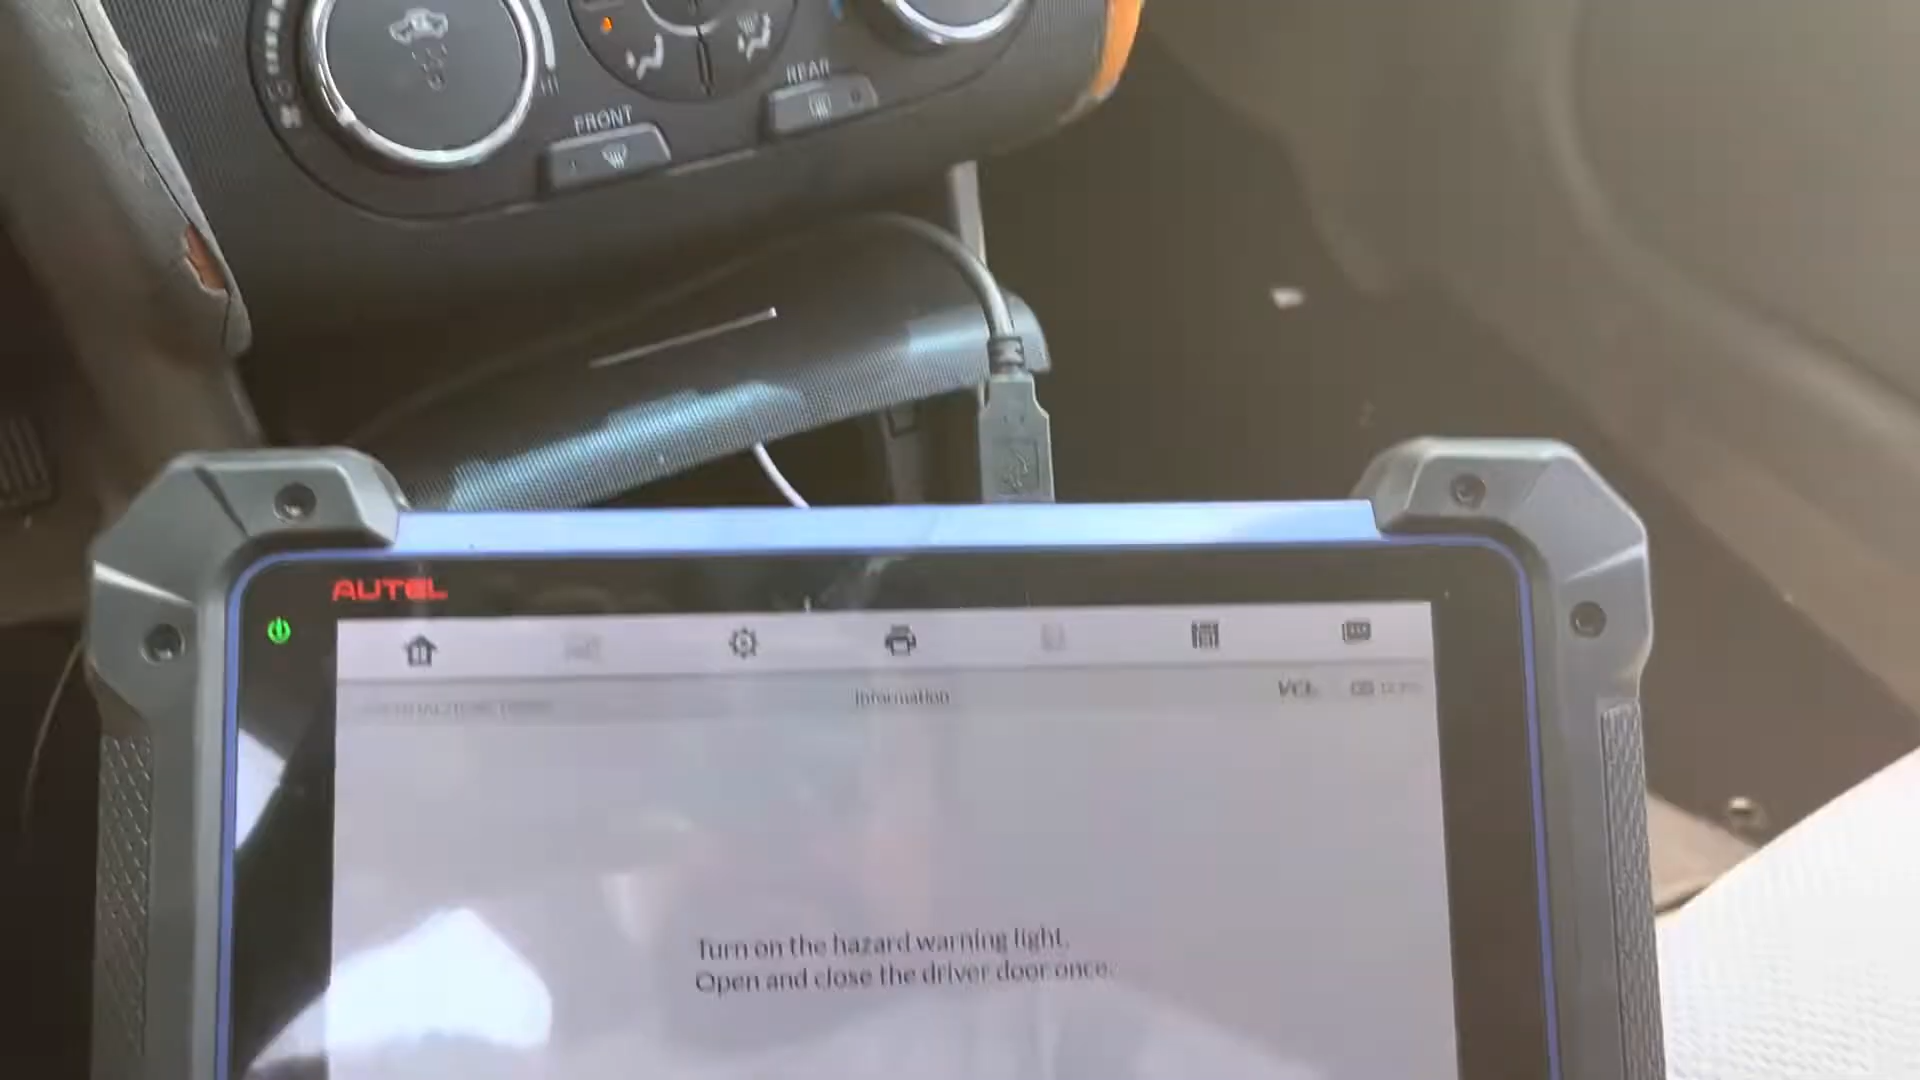 FRONT
REAR
AUTEL
Information
VCI
Turn on the hazard warning light.
Open and close the driver door once.